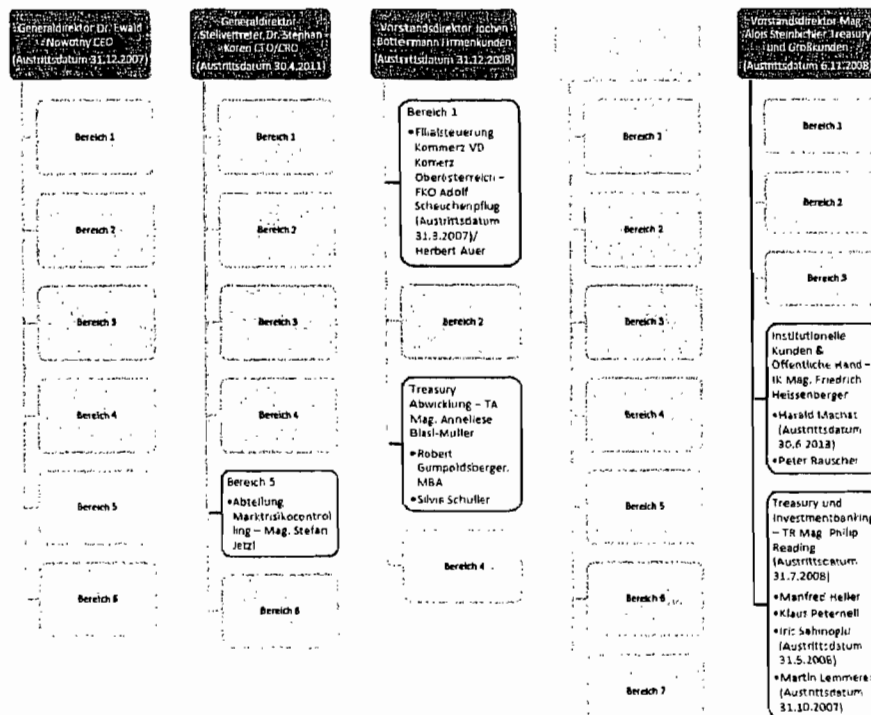 Generaldirektor Dr. Ewald
Nowotny CEO
(Austrittsdatum 31.12.2007)
Bereich 1
Bereich 2
Bereich 3
Bereich 4
Bereich 5
Bereich 6
Generaldirektor
Stellvertreter Dr. Stephan
Koren CFO/CRO
(Austrittsdatum 30.4.2011)
Bereich 1
Bereich 2
Bereich 3
Bereich 4
Bereich 5
•Abteilung
Marktrisikocontrol
ling – Mag. Stefan
Jetzl
Bereich 6
Vorstandsdirektor Jochen
Bottermann Firmenkunden
(Austrittsdatum 31.12.2008)
Bereich 1
•Filialsteuerung
Kommerz VD
Komerz
Oberösterreich –
FKO Adolf
Scheuchenpflug
(Austrittsdatum
31.3.2007)/
Herbert Auer
Bereich 2
Treasury
Abwicklung – TA
Mag. Anneliese
Blasl-Müller
•Robert
Gumpoldsberger,
MBA
•Silvia Schuller
Bereich 4
Bereich 1
Bereich 2
Bereich 3
Bereich 4
Bereich 5
Bereich 6
Bereich 7
Vorstandsdirektor Mag.
Alois Steinbichler Treasury
und Großkunden
(Austrittsdatum 6.11.2008)
Bereich 1
Bereich 2
Bereich 3
Institutionelle
Kunden &
Öffentliche Hand –
IK Mag. Friedrich
Heissenberger
•Harald Machat
(Austrittsdatum
30.6.2013)
•Peter Rauscher
Treasury und
Investmentbanking
– TR Mag. Philip
Reading
(Austrittsdatum
31.7.2008)
•Manfred Heller
•Klaus Peternell
•Iris
(Austrittsdatum
•Martin
(Austrittsdatum
31.10.2007)